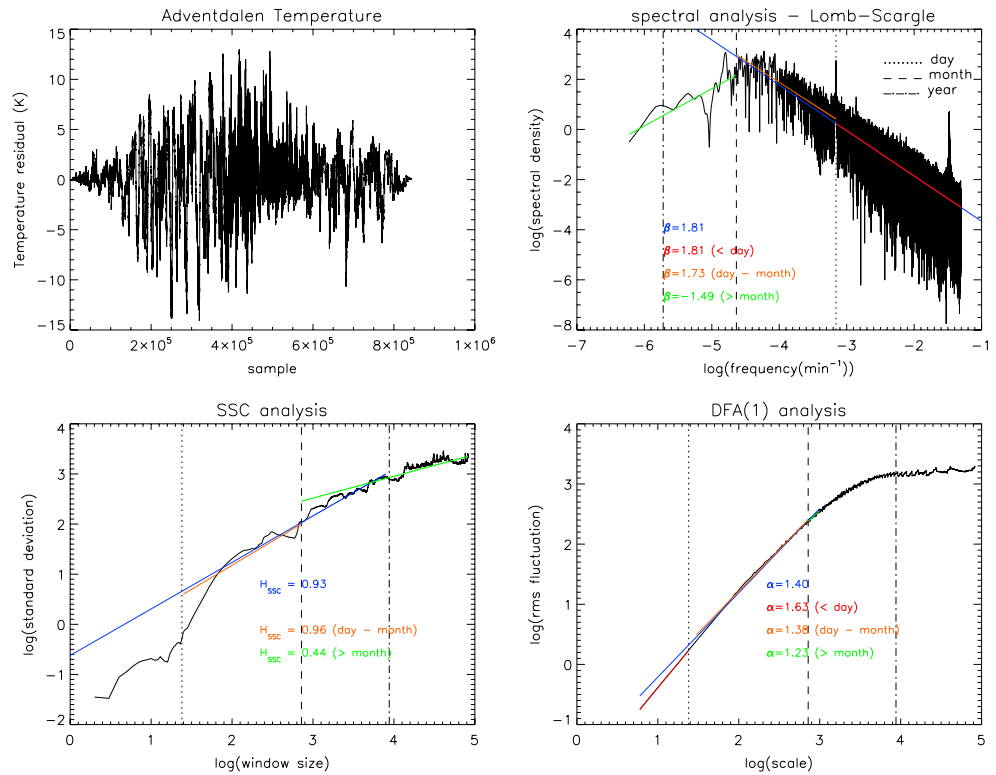 Adventdalen Temperature
Temperature residual (K)
15
10
5
0
−5
−10
−15
0 2×10⁵ 4×10⁵ 6×10⁵ 8×10⁵ 1×10⁶
sample
spectral analysis − Lomb−Scargle
log(spectral density)
4
2
0
−2
−4
−6
−8
day
month
year
β=1.81
β=1.81 (< day)
β=1.73 (day − month)
β=−1.49 (> month)
−7 −6 −5 −4 −3 −2 −1
log(frequency(min⁻¹))
SSC analysis
log(standard deviation)
4
3
2
1
0
−1
−2
H_ssc = 0.93
H_ssc = 0.96 (day − month)
H_ssc = 0.44 (> month)
0 1 2 3 4 5
log(window size)
DFA(1) analysis
log(rms fluctuation)
4
3
2
1
0
−1
α=1.40
α=1.63 (< day)
α=1.38 (day − month)
α=1.23 (> month)
0 1 2 3 4 5
log(scale)